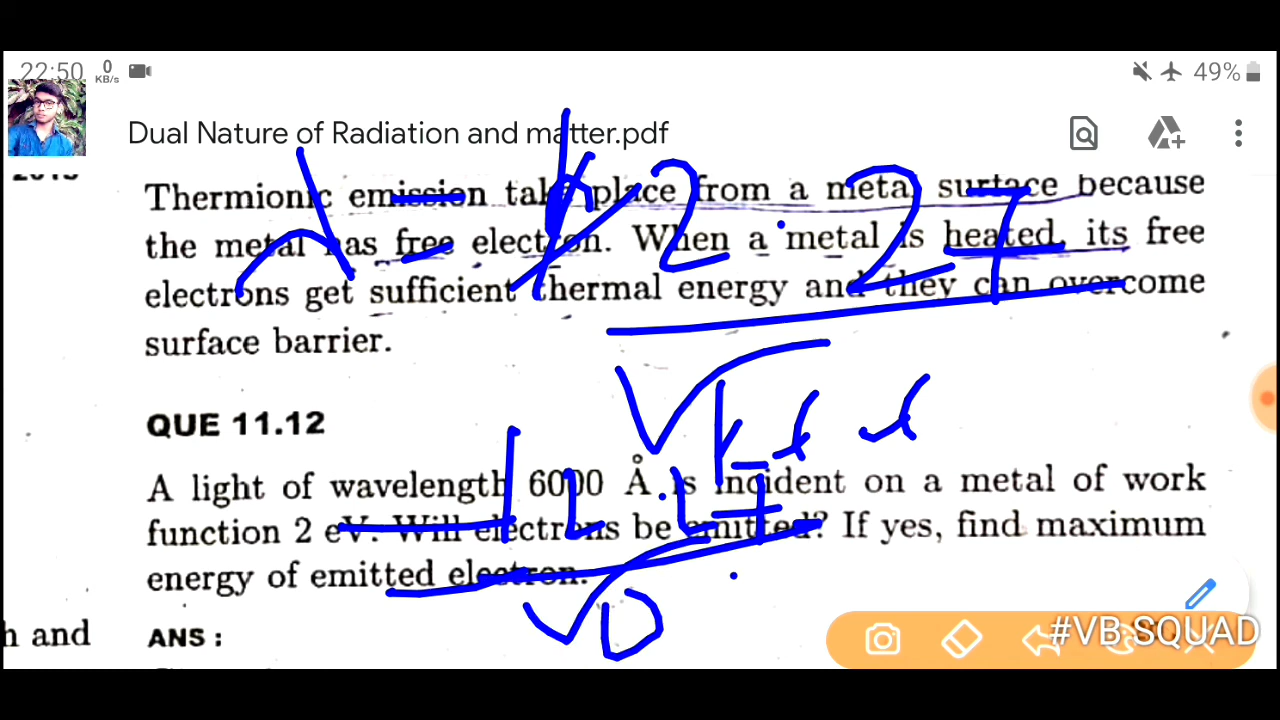 22:50 0 KB/s 49%
Dual Nature of Radiation and matter.pdf
Thermionic emission take place from a metal surface because
the metal has free electron. When a metal is heated, its free
electrons get sufficient thermal energy and they can overcome
surface barrier.
QUE 11.12
A light of wavelength 6000 Å is incident on a metal of work
function 2 eV. Will electrons be emitted? If yes, find maximum
energy of emitted electron.
h and
ANS :
#VB SQUAD